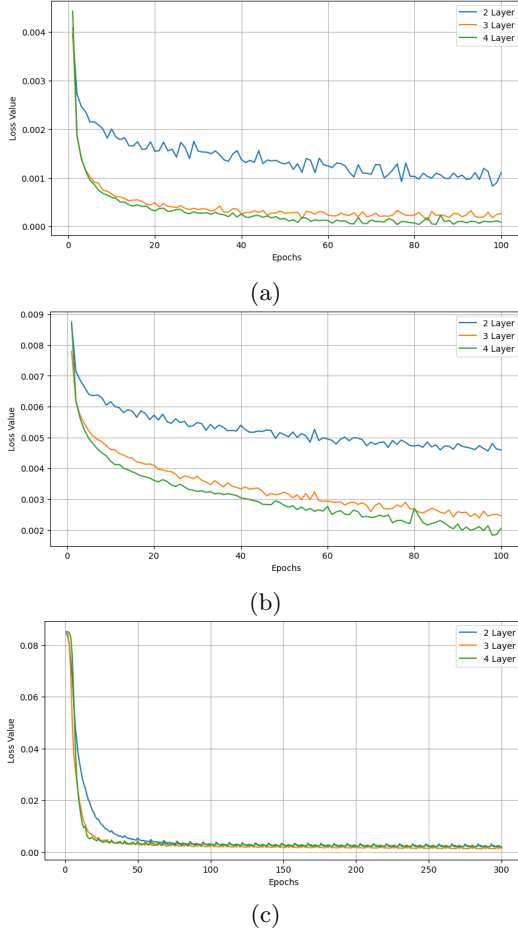 0.004
0.003
0.002
0.001
0.000
Loss Value
2 Layer
3 Layer
4 Layer
0 20 40 60 80 100
Epochs
(a)
0.009
0.008
0.007
0.006
0.005
0.004
0.003
0.002
Loss Value
2 Layer
3 Layer
4 Layer
0 20 40 60 80 100
Epochs
(b)
0.08
0.06
0.04
0.02
0.00
Loss Value
2 Layer
3 Layer
4 Layer
0 50 100 150 200 250 300
Epochs
(c)